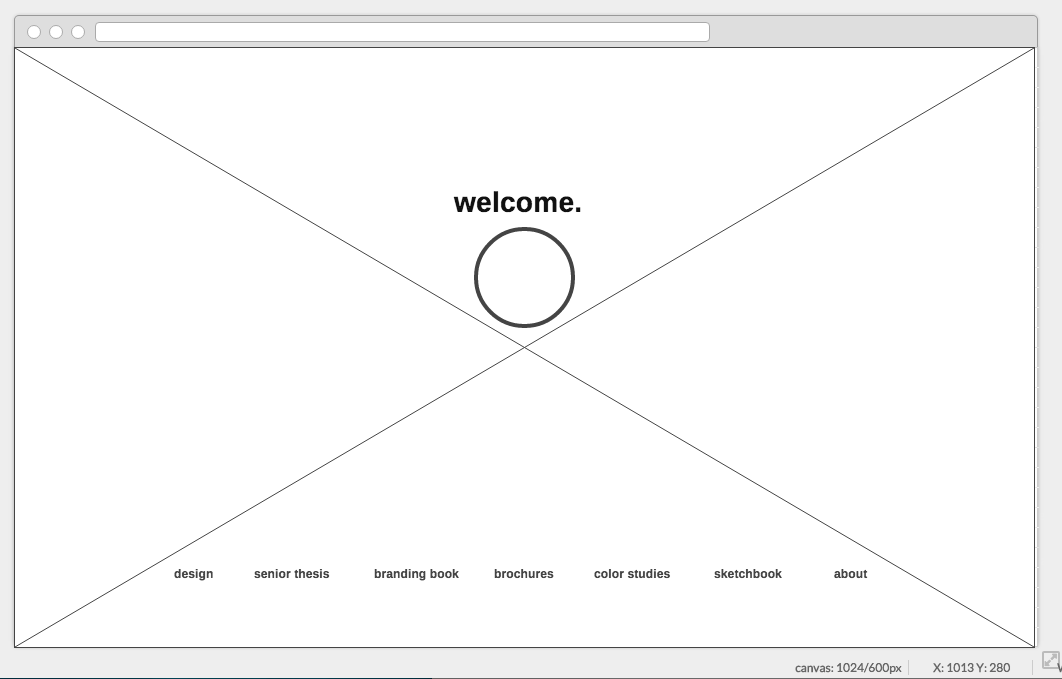 welcome.
design senior thesis branding book brochures color studies sketchbook about
canvas: 1024/600px X: 1013 Y: 280